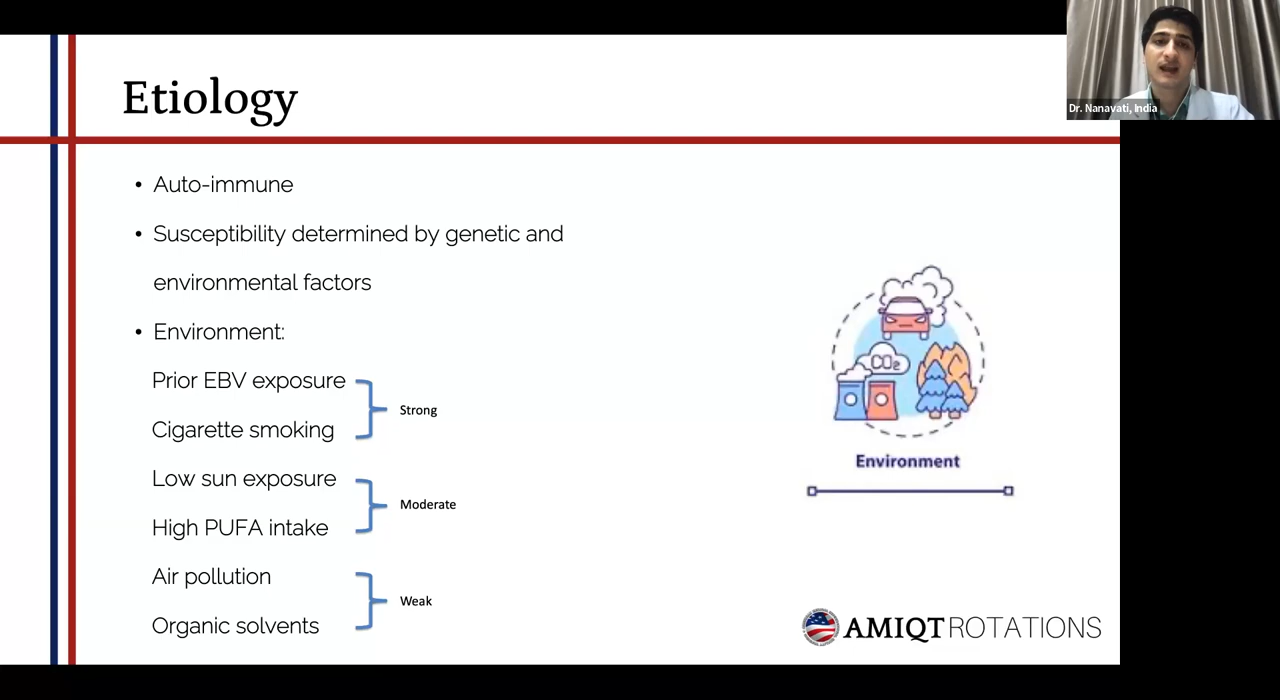 Etiology
Dr. Nanavati, India
• Auto-immune
• Susceptibility determined by genetic and
environmental factors
• Environment:
Prior EBV exposure
Cigarette smoking
Strong
Low sun exposure
High PUFA intake
Moderate
Air pollution
Organic solvents
Weak
CO₂
Environment
AMIQT ROTATIONS